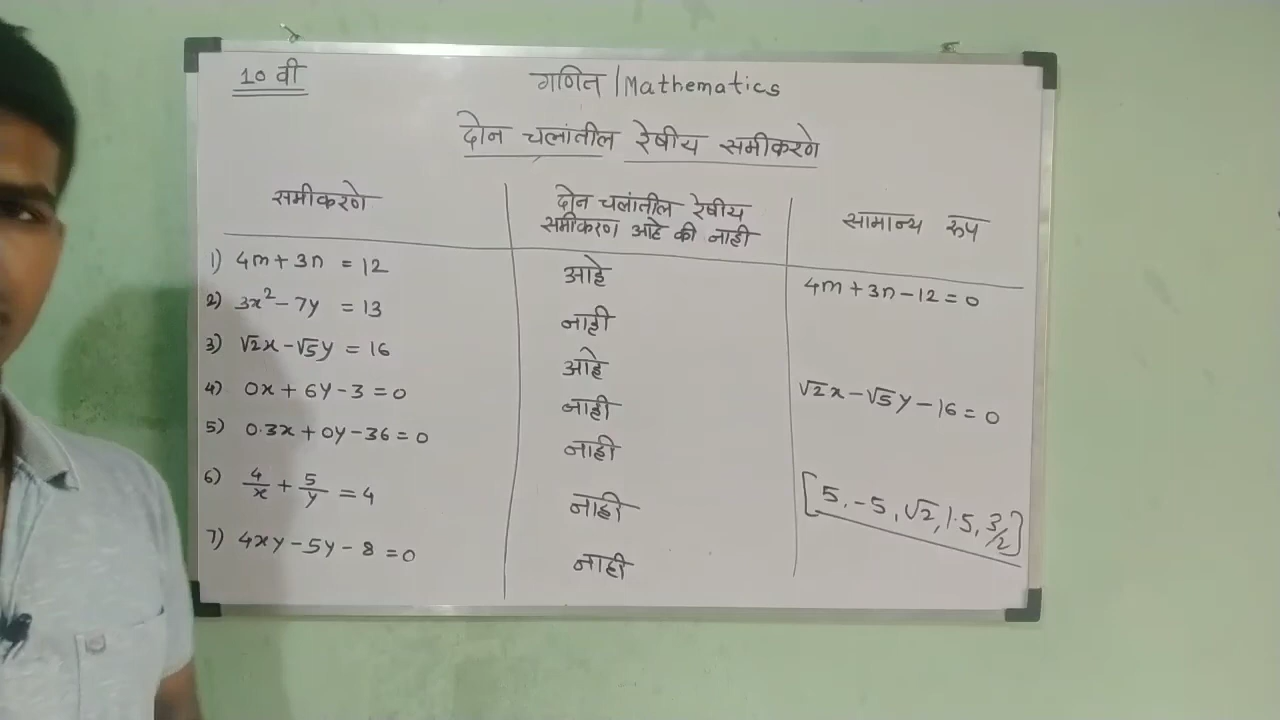 10 वी
गणित / Mathematics
दोन चलांतील रेषीय समीकरणे
समीकरणे
दोन चलांतील रेषीय
समीकरण आहे की नाही
सामान्य रुप
1) 4m + 3n = 12
आहे
4m + 3n - 12 = 0
2) 3x² - 7y = 13
नाही
3) √2x - √5y = 16
आहे
√2x - √5y - 16 = 0
4) 0x + 6y - 3 = 0
नाही
5) 0.3x + 0y - 36 = 0
नाही
6) 4/x + 5/y = 4
नाही
[5, -5, √2, 1.5, 3/2]
7) 4xy - 5y - 8 = 0
नाही